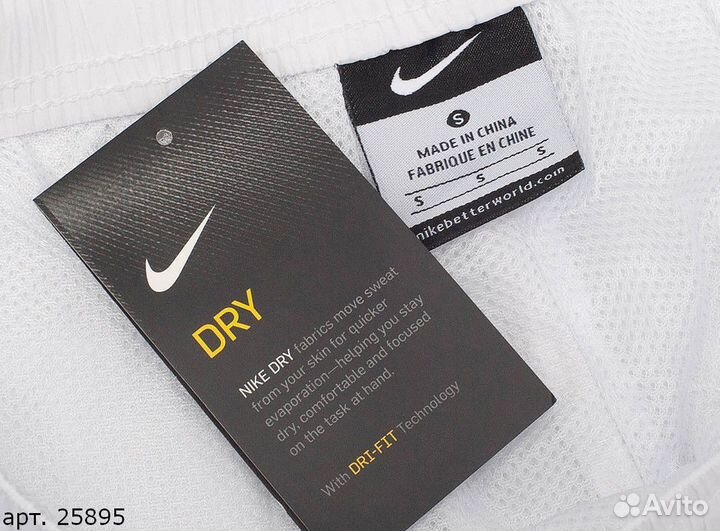 S
MADE IN CHINA
FABRIQUE EN CHINE
S S S
nikebetterworld.com
DRY
NIKE DRY fabrics move sweat
from your skin for quicker
evaporation—helping you stay
dry, comfortable and focused
on the task at hand.
With DRI-FIT Technology
арт. 25895
Avito